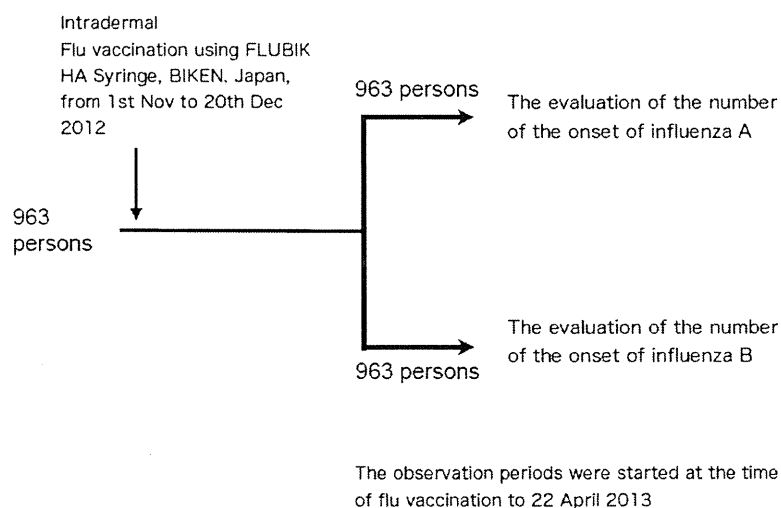 Intradermal
Flu vaccination using FLUBIK
HA Syringe, BIKEN, Japan,
from 1st Nov to 20th Dec
2012
963
persons
963 persons
The evaluation of the number
of the onset of influenza A
The evaluation of the number
of the onset of influenza B
963 persons
The observation periods were started at the time
of flu vaccination to 22 April 2013